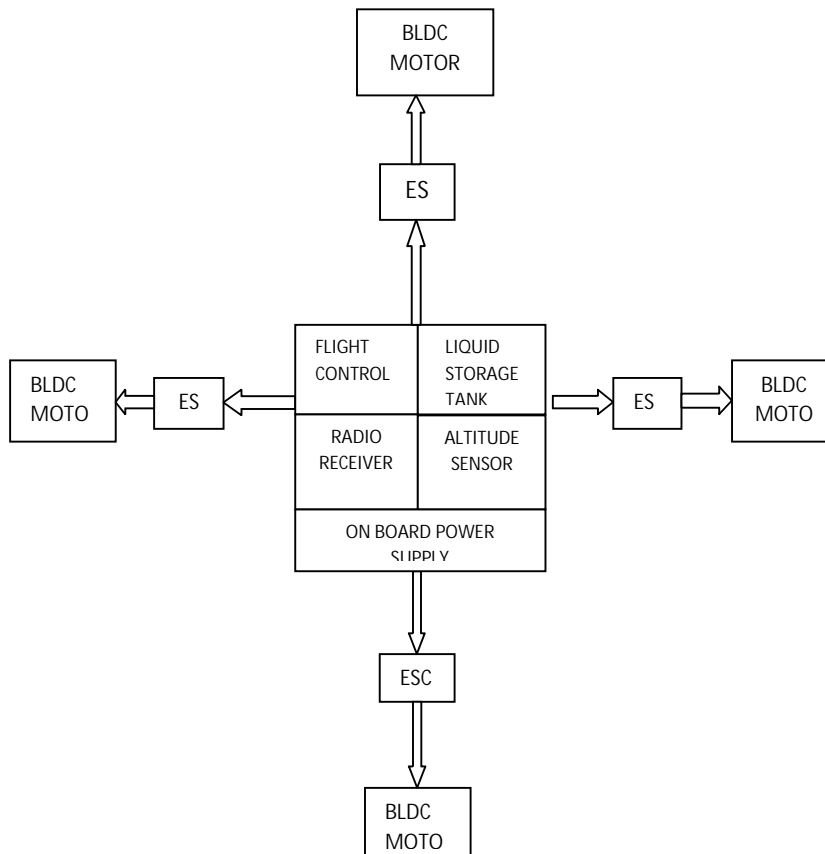 BLDC
MOTOR
ES
FLIGHT
CONTROL
LIQUID
STORAGE
TANK
BLDC
MOTO
ES
ES
BLDC
MOTO
RADIO
RECEIVER
ALTITUDE
SENSOR
ON BOARD POWER
SUPPLY
ESC
BLDC
MOTO